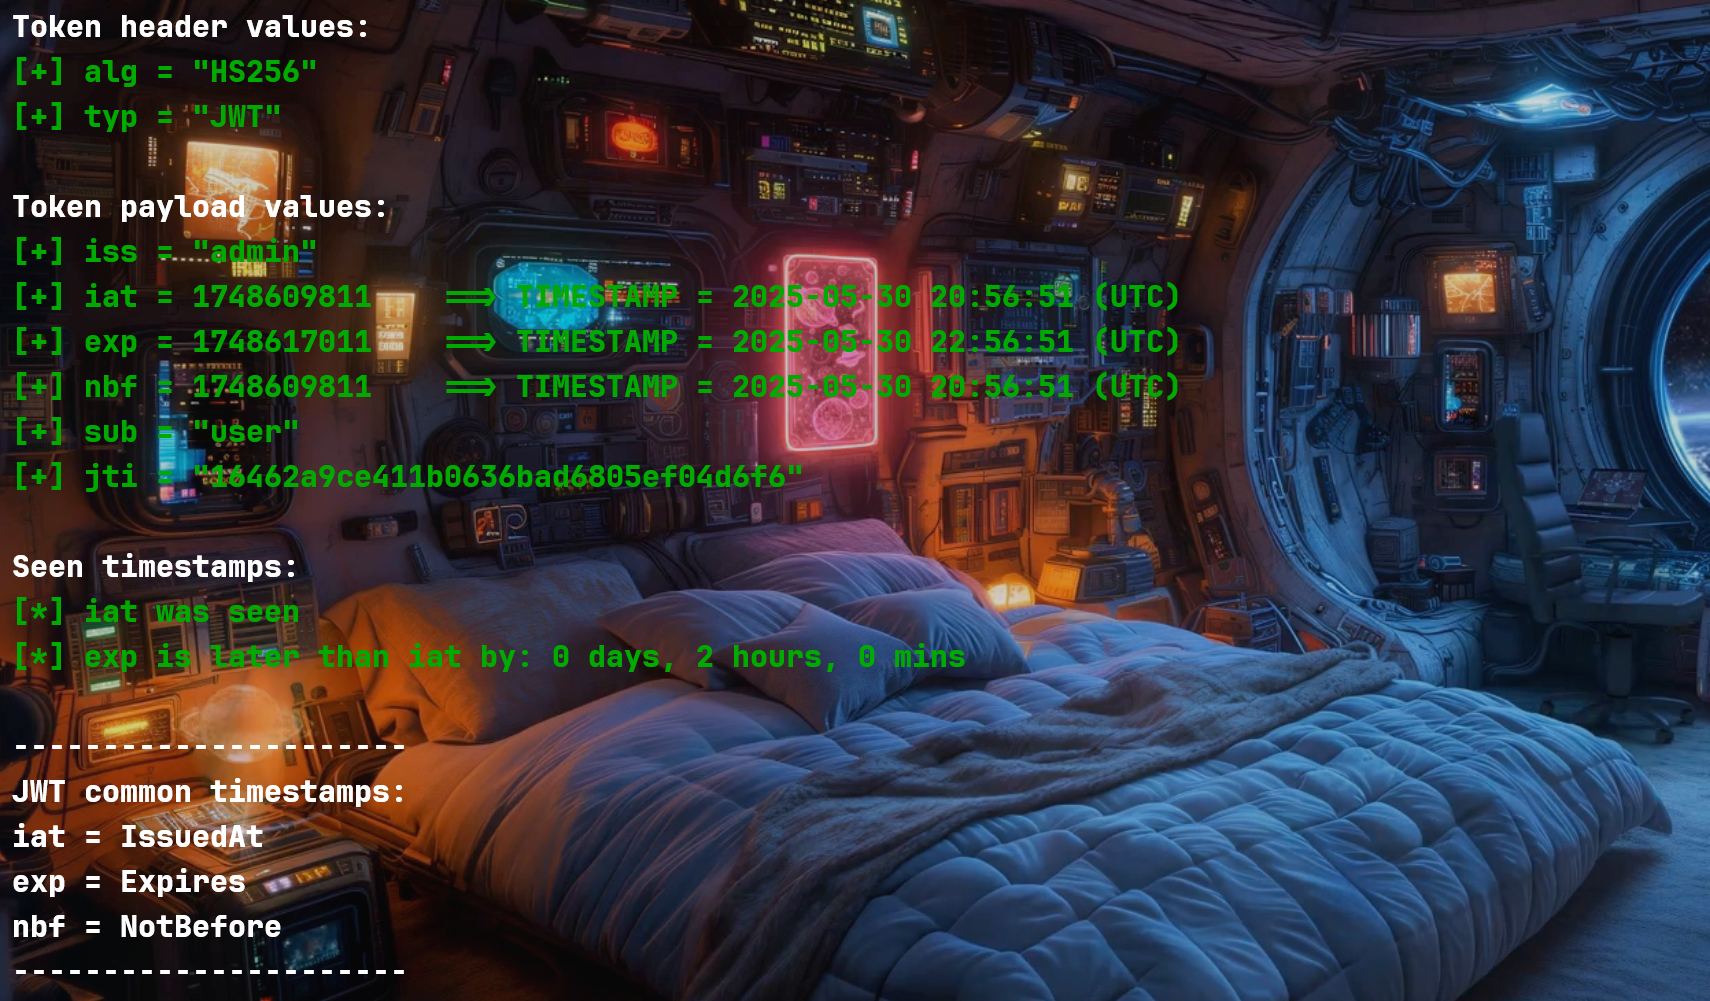 Token header values:
[+] alg = "HS256"
[+] typ = "JWT"
Token payload values:
[+] iss = "admin"
[+] iat = 1748609811    ==> TIMESTAMP = 2025-05-30 20:56:51 (UTC)
[+] exp = 1748617011    ==> TIMESTAMP = 2025-05-30 22:56:51 (UTC)
[+] nbf = 1748609811    ==> TIMESTAMP = 2025-05-30 20:56:51 (UTC)
[+] sub = "user"
[+] jti = "16462a9ce411b0636bad6805ef04d6f6"
Seen timestamps:
[*] iat was seen
[*] exp is later than iat by: 0 days, 2 hours, 0 mins
----------------------
JWT common timestamps:
iat = IssuedAt
exp = Expires
nbf = NotBefore
----------------------